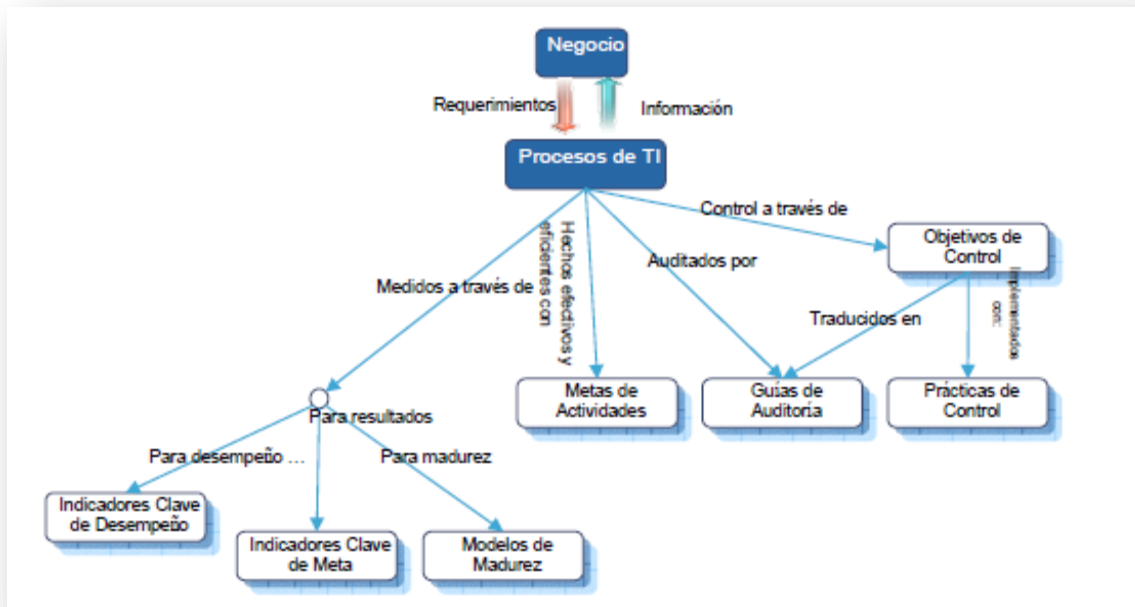 Negocio
Requerimientos
Información
Procesos de TI
Control a través de
Hechos efectivos y
eficientes con
Auditados por
Objetivos de
Control
Medidos a través de
Implementados
con:
Traducidos en
Metas de
Actividades
Guías de
Auditoría
Prácticas de
Control
Para resultados
Para desempeño ...
Para madurez
Indicadores Clave
de Desempeño
Indicadores Clave
de Meta
Modelos de
Madurez